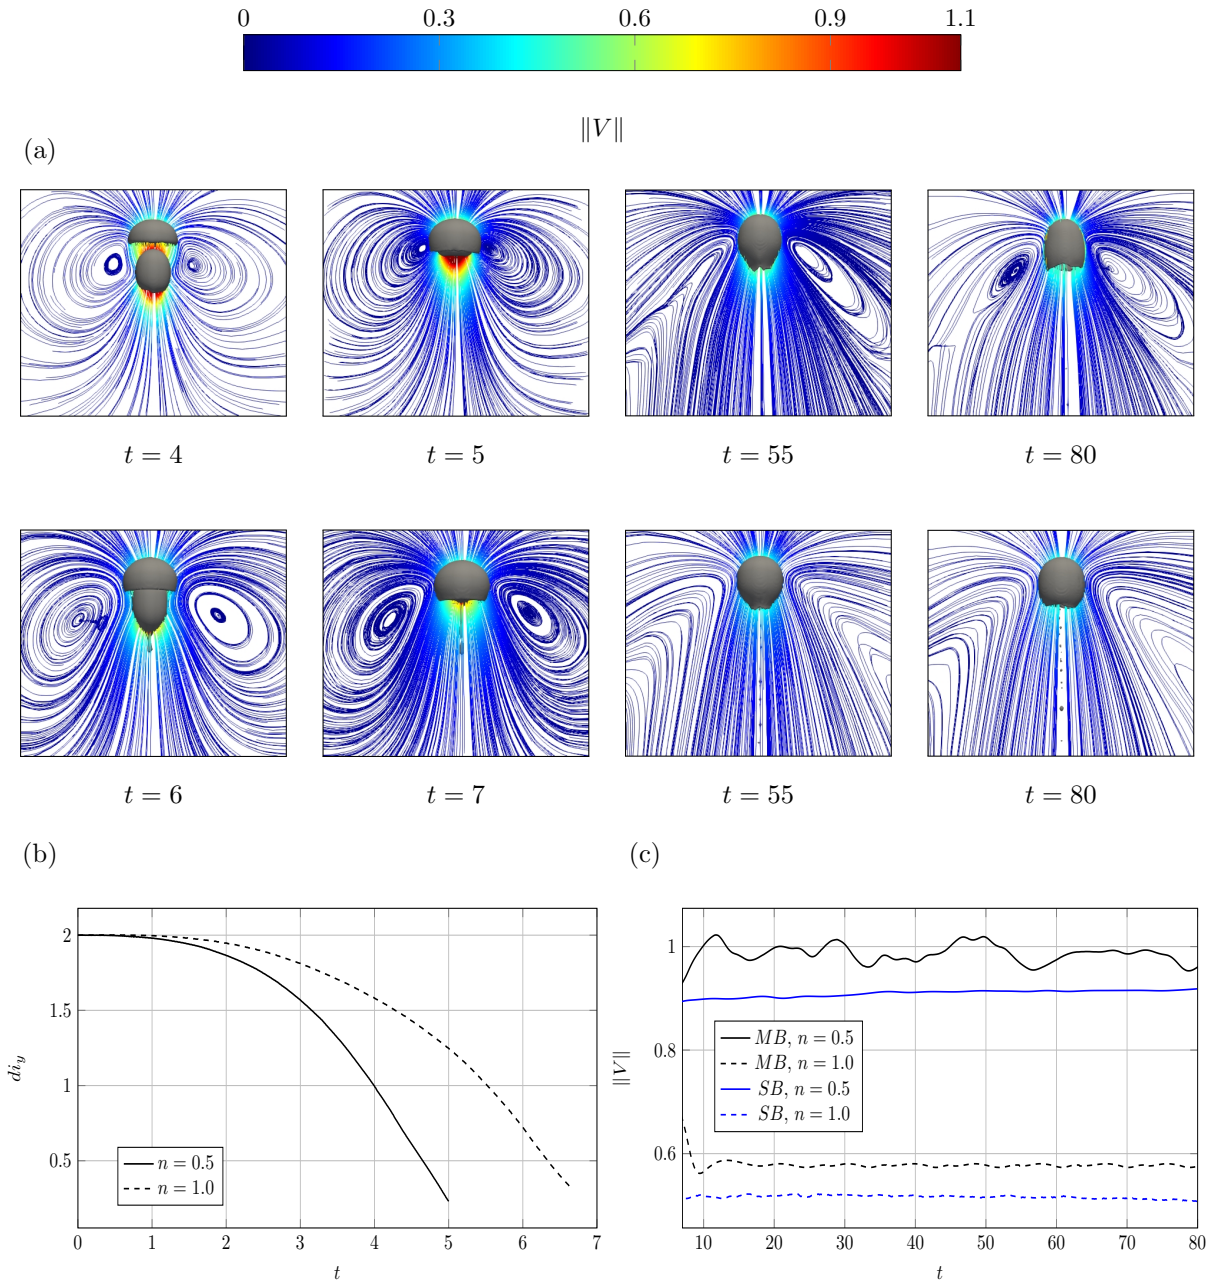 0 0.3 0.6 0.9 1.1
∥V∥
(a)
t = 4 t = 5 t = 55 t = 80
t = 6 t = 7 t = 55 t = 80
(b) (c)
2
1.5
1
0.5
di_y
n = 0.5
n = 1.0
0 1 2 3 4 5 6 7
t
1
0.8
0.6
∥V∥
MB, n = 0.5
MB, n = 1.0
SB, n = 0.5
SB, n = 1.0
10 20 30 40 50 60 70 80
t